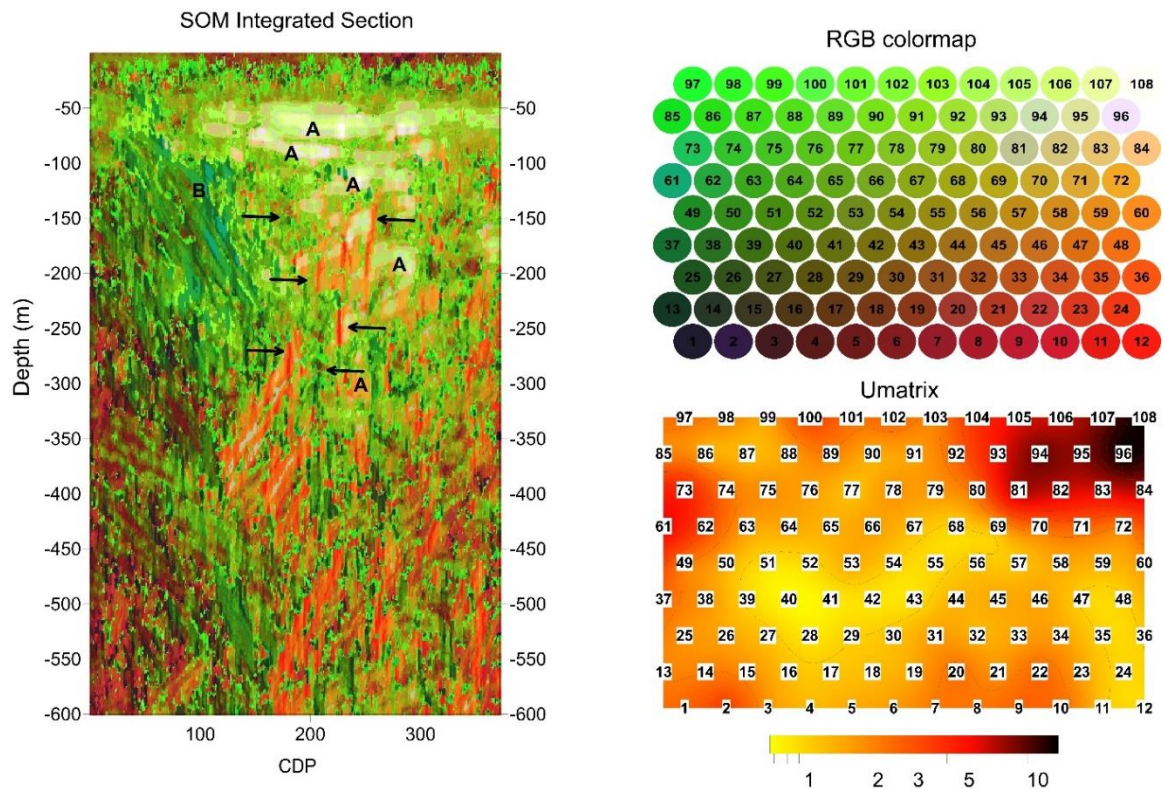 SOM Integrated Section
-50
-100
-150
-200
-250
-300
-350
-400
-450
-500
-550
-600
Depth (m)
A
A
A
B
A
A
-50
-100
-150
-200
-250
-300
-350
-400
-450
-500
-550
-600
100 200 300
CDP
RGB colormap
97 98 99 100 101 102 103 104 105 106 107 108
85 86 87 88 89 90 91 92 93 94 95 96
73 74 75 76 77 78 79 80 81 82 83 84
61 62 63 64 65 66 67 68 69 70 71 72
49 50 51 52 53 54 55 56 57 58 59 60
37 38 39 40 41 42 43 44 45 46 47 48
25 26 27 28 29 30 31 32 33 34 35 36
13 14 15 16 17 18 19 20 21 22 23 24
1 2 3 4 5 6 7 8 9 10 11 12
Umatrix
97 98 99 100 101 102 103 104 105 106 107 108
85 86 87 88 89 90 91 92 93 94 95 96
73 74 75 76 77 78 79 80 81 82 83 84
61 62 63 64 65 66 67 68 69 70 71 72
49 50 51 52 53 54 55 56 57 58 59 60
37 38 39 40 41 42 43 44 45 46 47 48
25 26 27 28 29 30 31 32 33 34 35 36
13 14 15 16 17 18 19 20 21 22 23 24
1 2 3 4 5 6 7 8 9 10 11 12
1 2 3 5 10